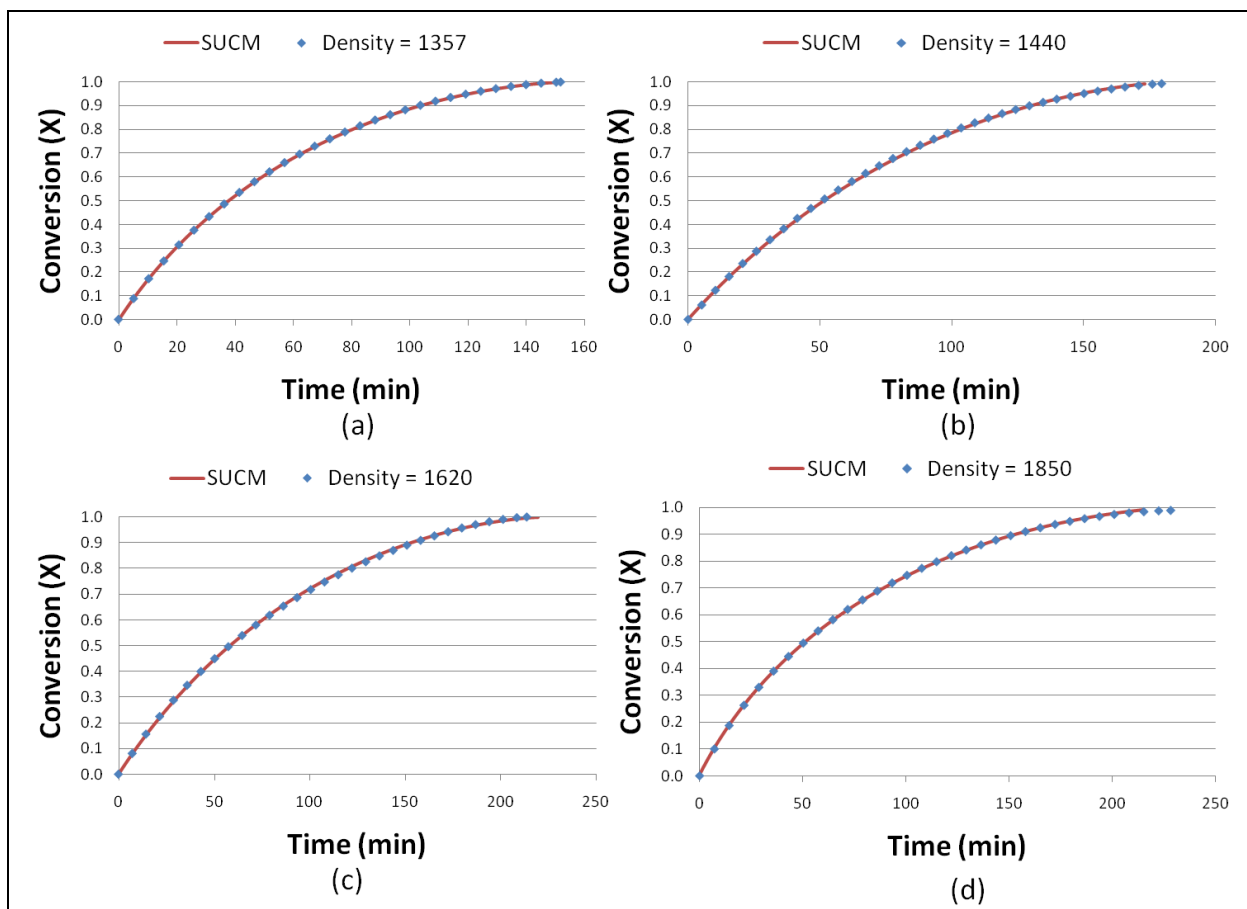 SUCM Density = 1357
Conversion (X)
1.0
0.9
0.8
0.7
0.6
0.5
0.4
0.3
0.2
0.1
0.0
0 20 40 60 80 100 120 140 160
Time (min)
(a)
SUCM Density = 1440
Conversion (X)
1.0
0.9
0.8
0.7
0.6
0.5
0.4
0.3
0.2
0.1
0.0
0 50 100 150 200
Time (min)
(b)
SUCM Density = 1620
Conversion (X)
1.0
0.9
0.8
0.7
0.6
0.5
0.4
0.3
0.2
0.1
0.0
0 50 100 150 200 250
Time (min)
(c)
SUCM Density = 1850
Conversion (X)
1.0
0.9
0.8
0.7
0.6
0.5
0.4
0.3
0.2
0.1
0.0
0 50 100 150 200 250
Time (min)
(d)